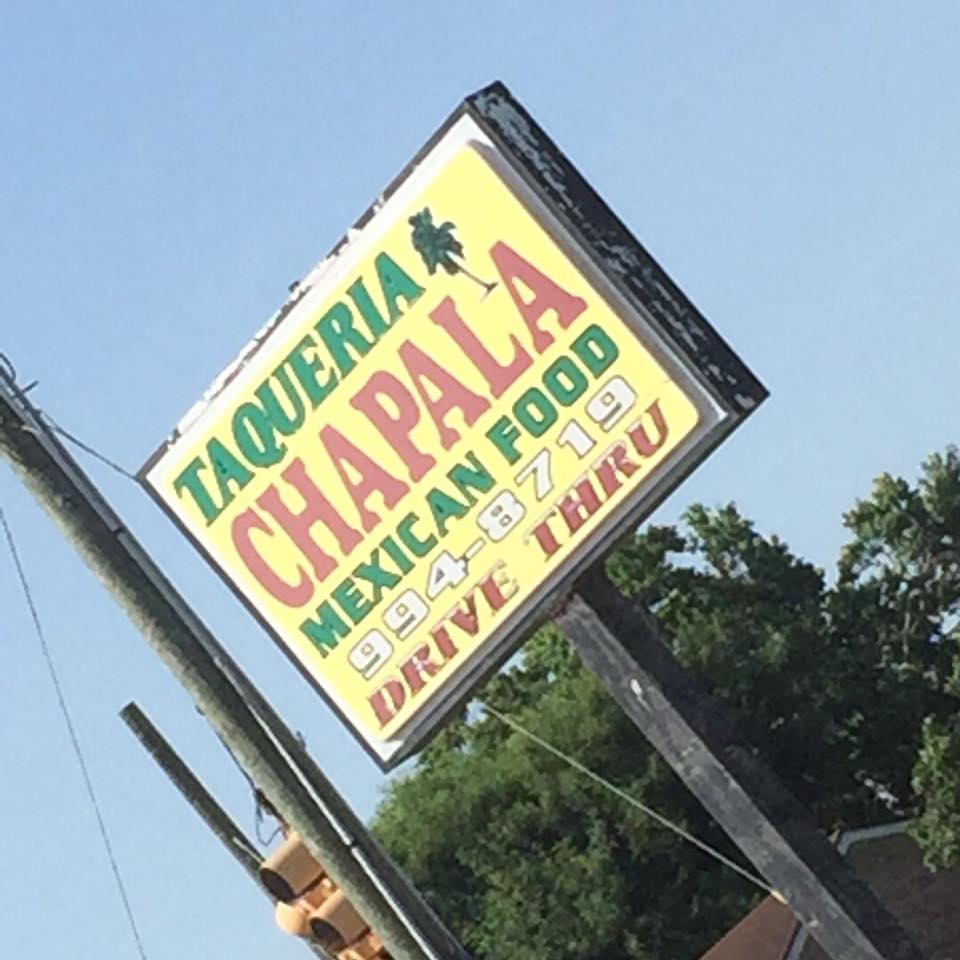 TAQUERIA
CHAPALA
MEXICAN FOOD
994-8719
DRIVE THRU